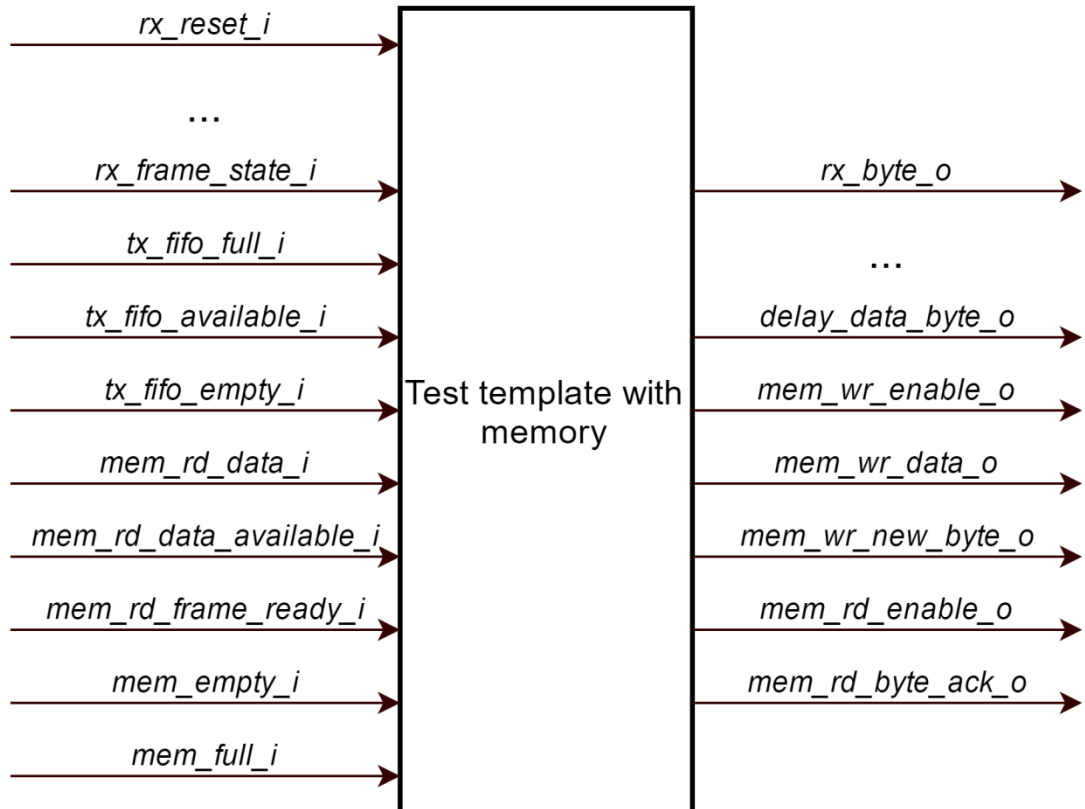 rx_reset_i
...
rx_frame_state_i
rx_byte_o
tx_fifo_full_i
...
tx_fifo_available_i
delay_data_byte_o
tx_fifo_empty_i
Test template with
memory
mem_wr_enable_o
mem_rd_data_i
mem_wr_data_o
mem_rd_data_available_i
mem_wr_new_byte_o
mem_rd_frame_ready_i
mem_rd_enable_o
mem_empty_i
mem_rd_byte_ack_o
mem_full_i